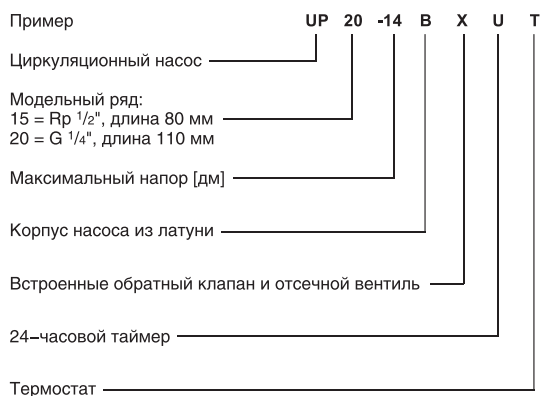 Пример UP 20 -14 B X U T
Циркуляционный насос
Модельный ряд:
15 = Rp 1/2", длина 80 мм
20 = G 1/4", длина 110 мм
Максимальный напор [дм]
Корпус насоса из латуни
Встроенные обратный клапан и отсечной вентиль
24–часовой таймер
Термостат